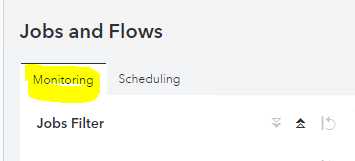 Jobs and Flows
Monitoring Scheduling
Jobs Filter